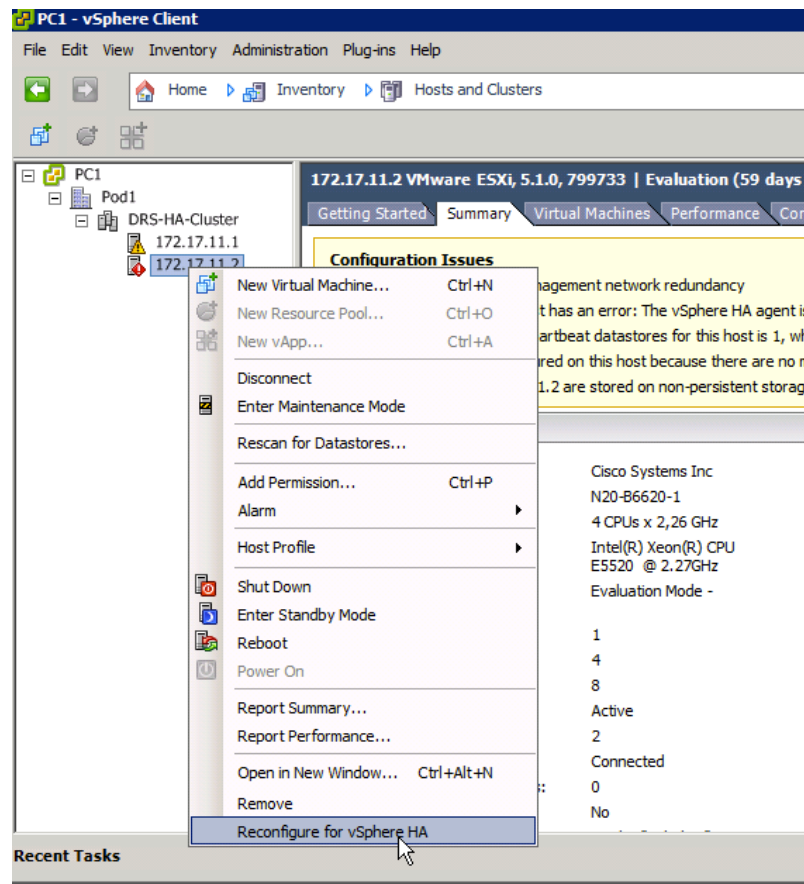 PC1 - vSphere Client
File Edit View Inventory Administration Plug-ins Help
Home Inventory Hosts and Clusters
PC1
Pod1
DRS-HA-Cluster
172.17.11.1
172.17.11.2
172.17.11.2 VMware ESXi, 5.1.0, 799733 | Evaluation (59 days
Getting Started Summary Virtual Machines Performance Con
Configuration Issues
nagement network redundancy
t has an error: The vSphere HA agent is
artbeat datastores for this host is 1, wh
red on this host because there are no
1.2 are stored on non-persistent storag
New Virtual Machine... Ctrl+N
New Resource Pool... Ctrl+O
New vApp... Ctrl+A
Disconnect
Enter Maintenance Mode
Rescan for Datastores...
Add Permission... Ctrl+P
Alarm
Host Profile
Shut Down
Enter Standby Mode
Reboot
Power On
Report Summary...
Report Performance...
Open in New Window... Ctrl+Alt+N
Remove
Reconfigure for vSphere HA
Cisco Systems Inc
N20-B6620-1
4 CPUs x 2,26 GHz
Intel(R) Xeon(R) CPU
E5520 @ 2.27GHz
Evaluation Mode -
1
4
8
Active
2
Connected
s: 0
No
Recent Tasks